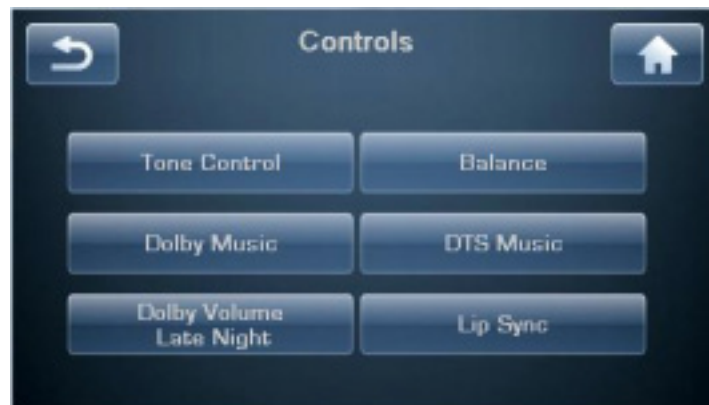 Controls
Tone Control
Balance
Dolby Music
DTS Music
Dolby Volume
Late Night
Lip Sync